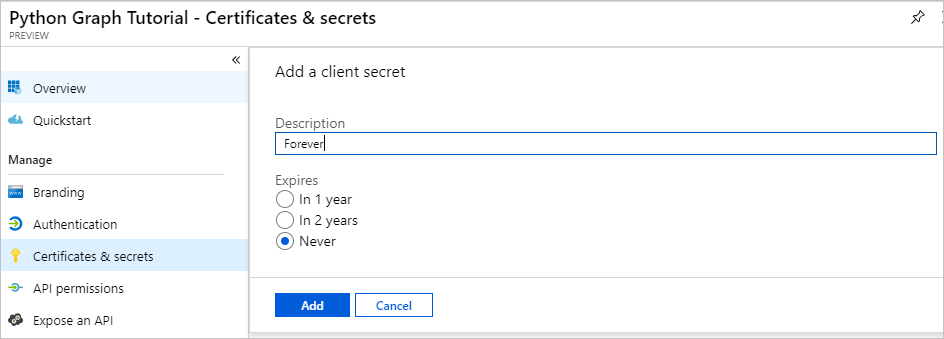 Python Graph Tutorial - Certificates & secrets
PREVIEW
«
Overview
Quickstart
Manage
Branding
Authentication
Certificates & secrets
API permissions
Expose an API
Add a client secret
Description
Forever
Expires
In 1 year
In 2 years
Never
Add Cancel